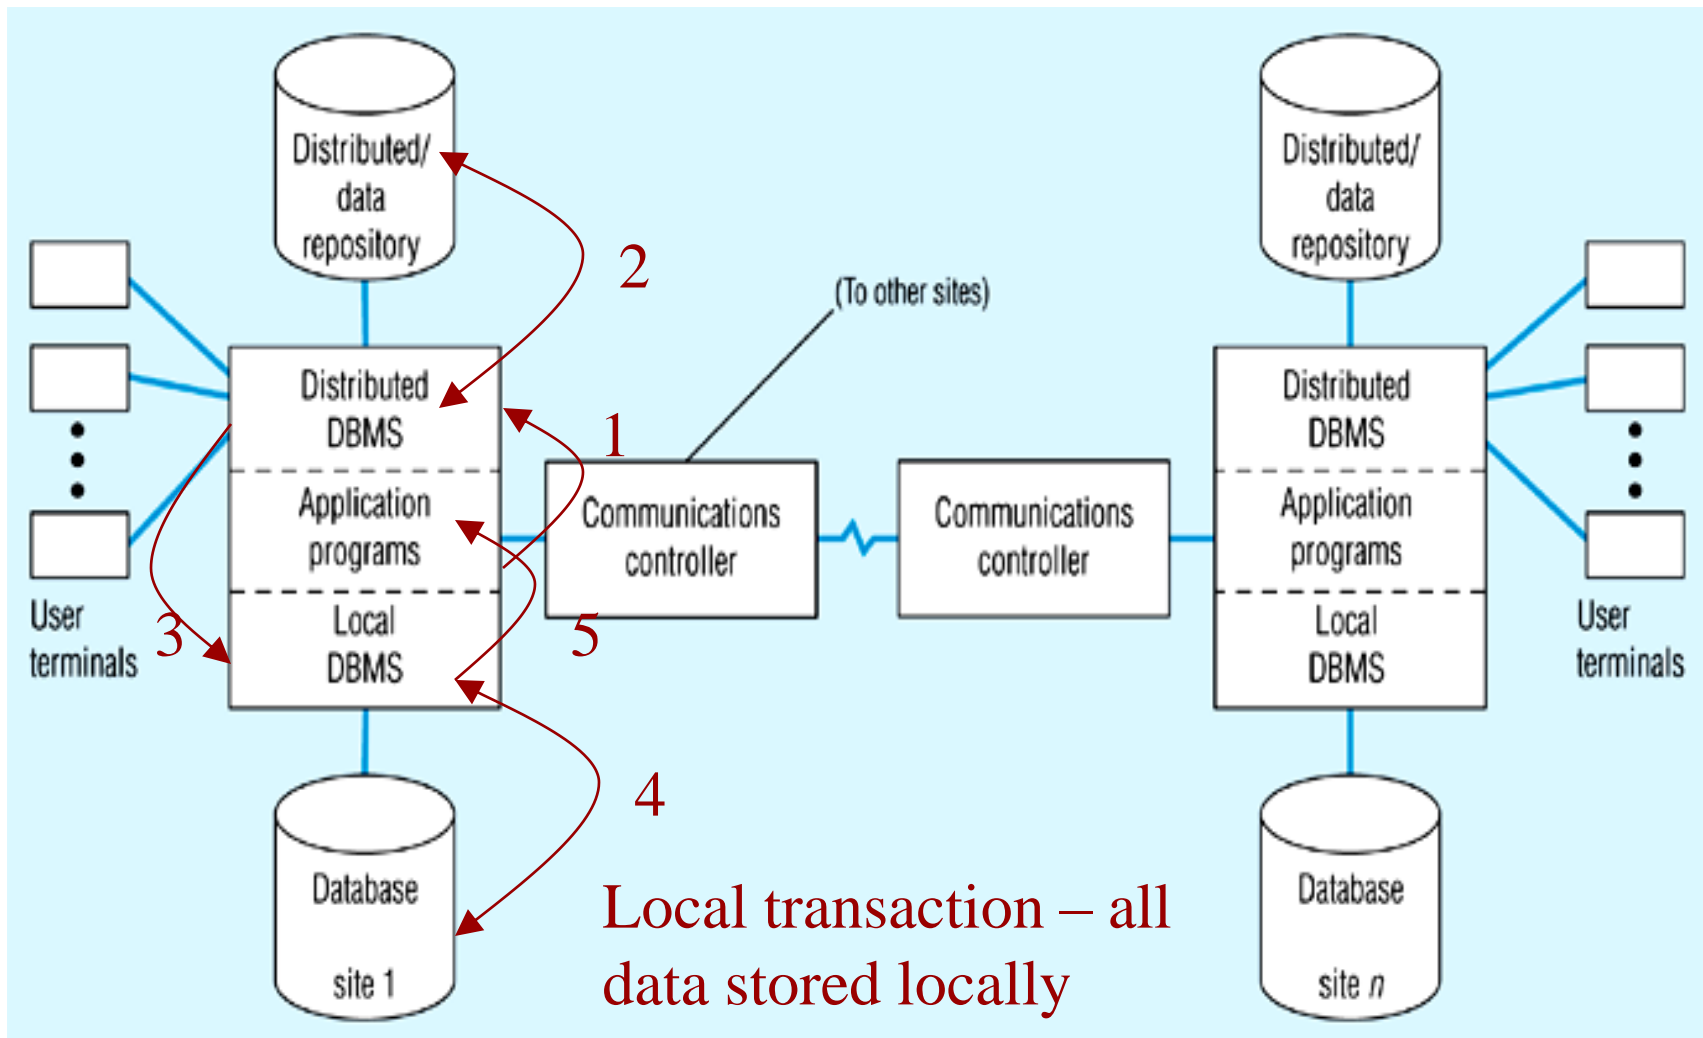 Distributed/
data
repository
Distributed/
data
repository
2
(To other sites)
Distributed
DBMS
1
Application
programs
Local
DBMS
3
5
User
terminals
Communications
controller
Communications
controller
Distributed
DBMS
Application
programs
Local
DBMS
User
terminals
4
Database
site 1
Local transaction – all
data stored locally
Database
site n